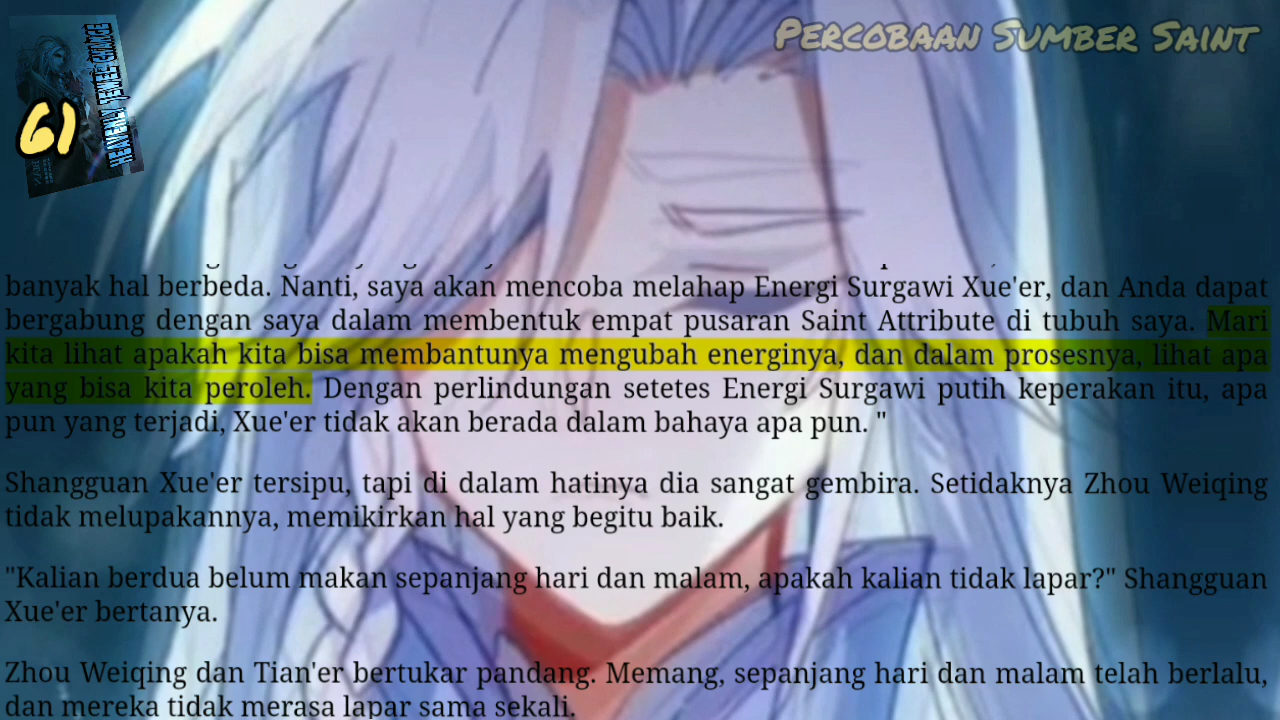 Percobaan Sumber Saint
HEAVENLY JEWEL CHANGE
61
banyak hal berbeda. Nanti, saya akan mencoba melahap Energi Surgawi Xue'er, dan Anda dapat
bergabung dengan saya dalam membentuk empat pusaran Saint Attribute di tubuh saya. Mari
kita lihat apakah kita bisa membantunya mengubah energinya, dan dalam prosesnya, lihat apa
yang bisa kita peroleh. Dengan perlindungan setetes Energi Surgawi putih keperakan itu, apa
pun yang terjadi, Xue'er tidak akan berada dalam bahaya apa pun. "
Shangguan Xue'er tersipu, tapi di dalam hatinya dia sangat gembira. Setidaknya Zhou Weiqing
tidak melupakannya, memikirkan hal yang begitu baik.
"Kalian berdua belum makan sepanjang hari dan malam, apakah kalian tidak lapar?" Shangguan
Xue'er bertanya.
Zhou Weiqing dan Tian'er bertukar pandang. Memang, sepanjang hari dan malam telah berlalu,
dan mereka tidak merasa lapar sama sekali.